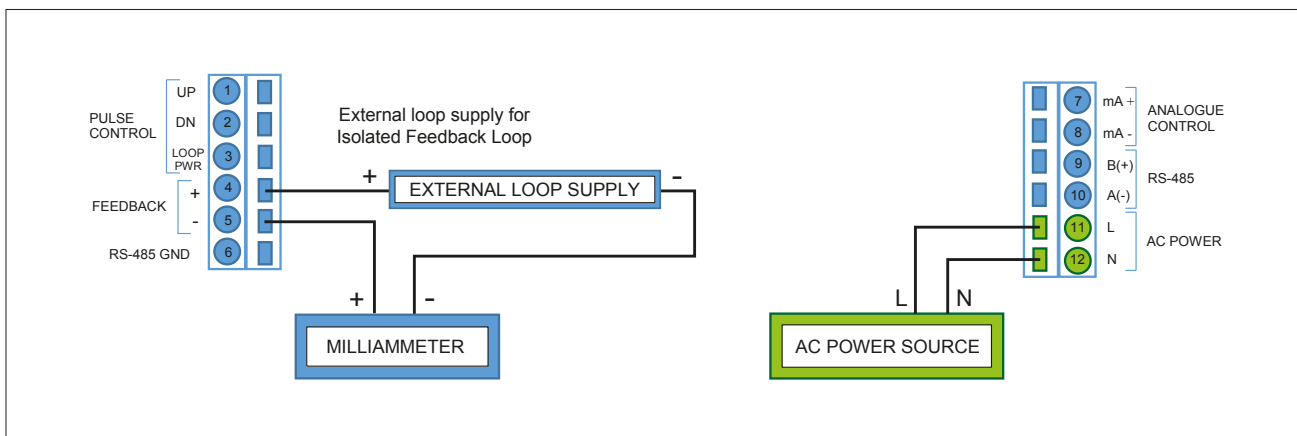 UP
1
PULSE
CONTROL
DN
2
LOOP
PWR
3
FEEDBACK
+
4
-
5
RS-485 GND
6
External loop supply for
Isolated Feedback Loop
+
EXTERNAL LOOP SUPPLY
-
+
-
MILLIAMMETER
7
mA +
ANALOGUE
CONTROL
8
mA -
9
B(+)
RS-485
10
A(-)
11
L
AC POWER
12
N
L
N
AC POWER SOURCE